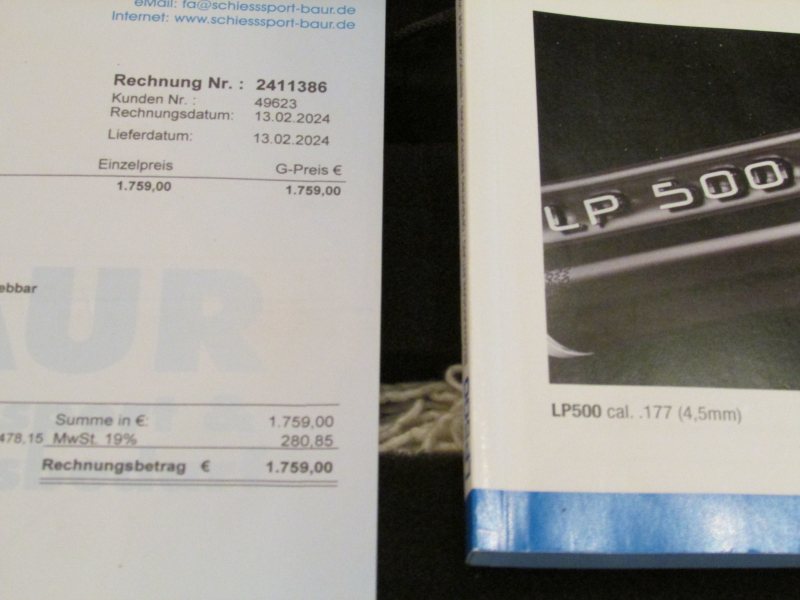 eMail: fa@schiesssport-baur.de
Internet: www.schiesssport-baur.de
Rechnung Nr. : 2411386
Kunden Nr. : 49623
Rechnungsdatum: 13.02.2024
Lieferdatum: 13.02.2024
Einzelpreis G-Preis €
1.759,00 1.759,00
ebbar
AUR
Summe in €: 1.759,00
478,15 MwSt. 19% 280,85
Rechnungsbetrag € 1.759,00
LP 500
LP500 cal. .177 (4,5mm)